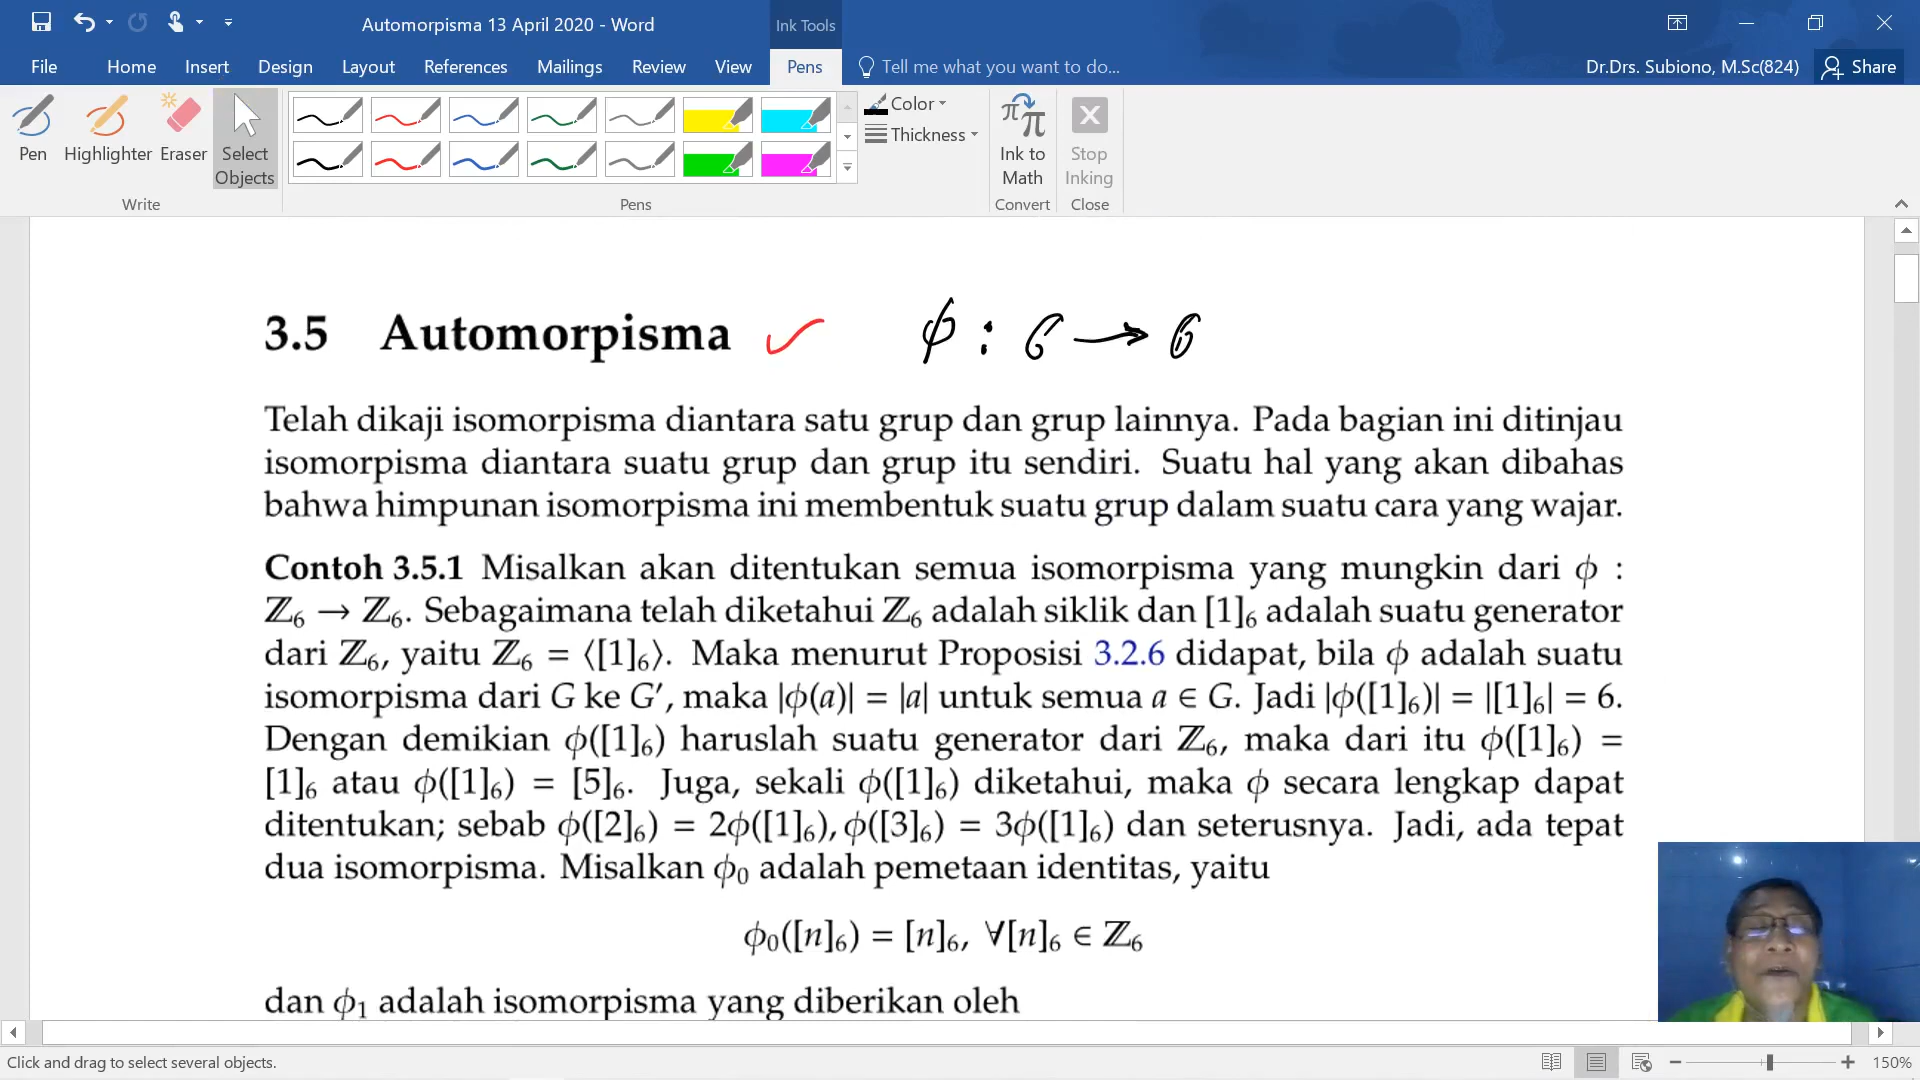 Automorpisma 13 April 2020 - Word
Ink Tools
File
Home
Insert
Design
Layout
References
Mailings
Review
View
Pens
Tell me what you want to do...
Dr.Drs. Subiono, M.Sc(824)
Share
Pen
Highlighter
Eraser
Select
Objects
Color
Thickness
Ink to
Math
Stop
Inking
Write
Pens
Convert
Close
3.5 Automorpisma
ϕ : G → G
Telah dikaji isomorpisma diantara satu grup dan grup lainnya. Pada bagian ini ditinjau
isomorpisma diantara suatu grup dan grup itu sendiri. Suatu hal yang akan dibahas
bahwa himpunan isomorpisma ini membentuk suatu grup dalam suatu cara yang wajar.
Contoh 3.5.1 Misalkan akan ditentukan semua isomorpisma yang mungkin dari ϕ :
ℤ₆ → ℤ₆. Sebagaimana telah diketahui ℤ₆ adalah siklik dan [1]₆ adalah suatu generator
dari ℤ₆, yaitu ℤ₆ = ⟨[1]₆⟩. Maka menurut Proposisi 3.2.6 didapat, bila ϕ adalah suatu
isomorpisma dari G ke G′, maka |ϕ(a)| = |a| untuk semua a ∈ G. Jadi |ϕ([1]₆)| = |[1]₆| = 6.
Dengan demikian ϕ([1]₆) haruslah suatu generator dari ℤ₆, maka dari itu ϕ([1]₆) =
[1]₆ atau ϕ([1]₆) = [5]₆. Juga, sekali ϕ([1]₆) diketahui, maka ϕ secara lengkap dapat
ditentukan; sebab ϕ([2]₆) = 2ϕ([1]₆), ϕ([3]₆) = 3ϕ([1]₆) dan seterusnya. Jadi, ada tepat
dua isomorpisma. Misalkan ϕ₀ adalah pemetaan identitas, yaitu
ϕ₀([n]₆) = [n]₆, ∀[n]₆ ∈ ℤ₆
dan ϕ₁ adalah isomorpisma yang diberikan oleh
Click and drag to select several objects.
150%